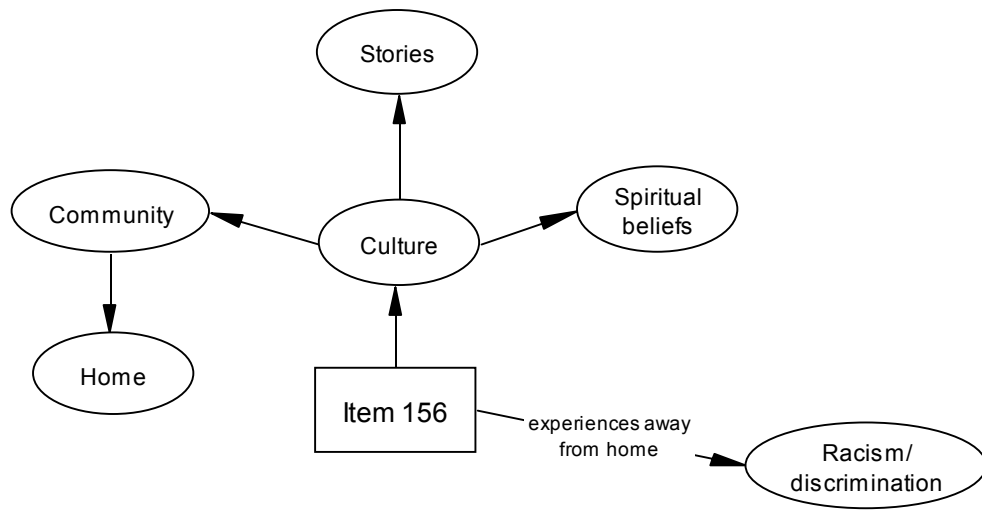 Stories
Community
Culture
Spiritual
beliefs
Home
Item 156
experiences away
from home
Racism/
discrimination